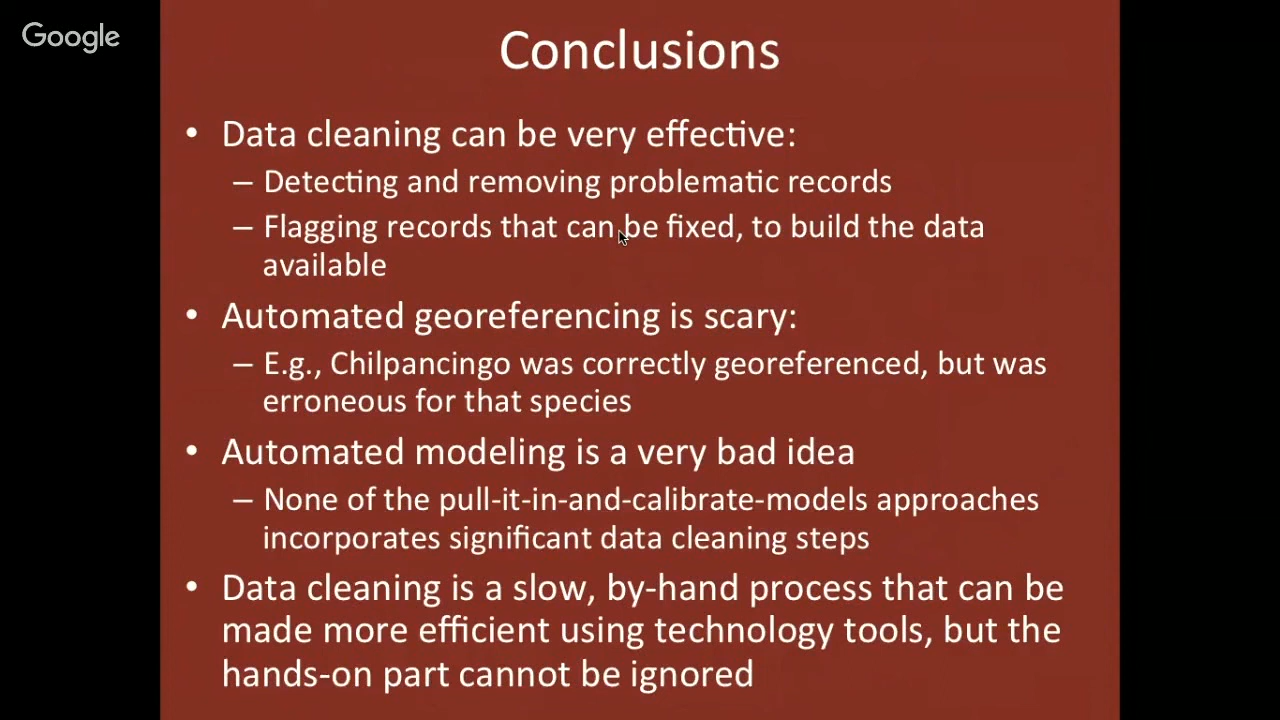 Google
Conclusions
• Data cleaning can be very effective:
– Detecting and removing problematic records
– Flagging records that can be fixed, to build the data
available
• Automated georeferencing is scary:
– E.g., Chilpancingo was correctly georeferenced, but was
erroneous for that species
• Automated modeling is a very bad idea
– None of the pull-it-in-and-calibrate-models approaches
incorporates significant data cleaning steps
• Data cleaning is a slow, by-hand process that can be
made more efficient using technology tools, but the
hands-on part cannot be ignored